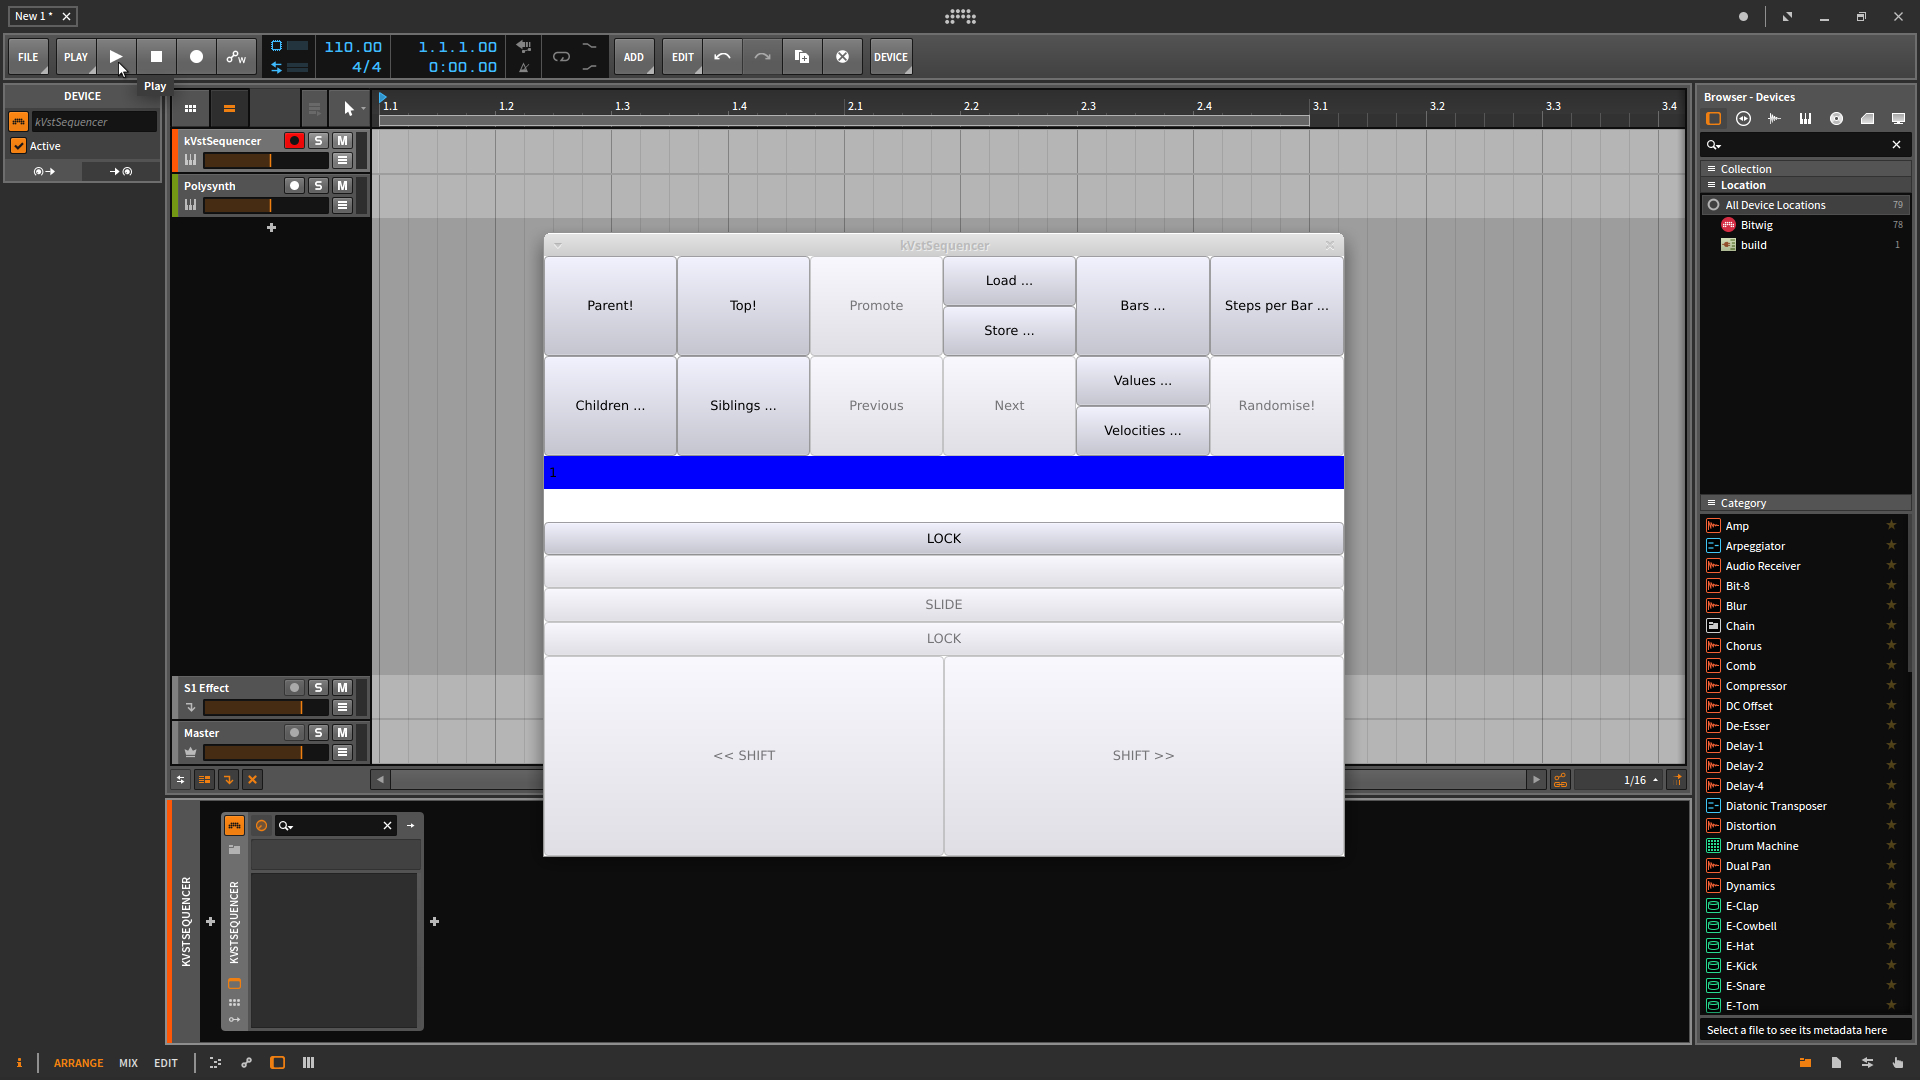 New 1 *
FILE
PLAY
110.00
4/4
1.1.1.00
0:00.00
ADD
EDIT
DEVICE
Play
DEVICE
kVstSequencer
Active
1.1
1.2
1.3
1.4
2.1
2.2
2.3
2.4
3.1
3.2
3.3
3.4
kVstSequencer
S
M
Polysynth
S
M
S1 Effect
S
M
Master
S
M
kVstSequencer
Parent!
Top!
Promote
Load ...
Store ...
Bars ...
Steps per Bar ...
Children ...
Siblings ...
Previous
Next
Values ...
Velocities ...
Randomise!
1
LOCK
SLIDE
LOCK
<< SHIFT
SHIFT >>
1/16
KVSTSEQUENCER
KVSTSEQUENCER
Browser - Devices
Collection
Location
All Device Locations 79
Bitwig 78
build 1
Category
Amp
Arpeggiator
Audio Receiver
Bit-8
Blur
Chain
Chorus
Comb
Compressor
DC Offset
De-Esser
Delay-1
Delay-2
Delay-4
Diatonic Transposer
Distortion
Drum Machine
Dual Pan
Dynamics
E-Clap
E-Cowbell
E-Hat
E-Kick
E-Snare
E-Tom
Select a file to see its metadata here
i
ARRANGE
MIX
EDIT